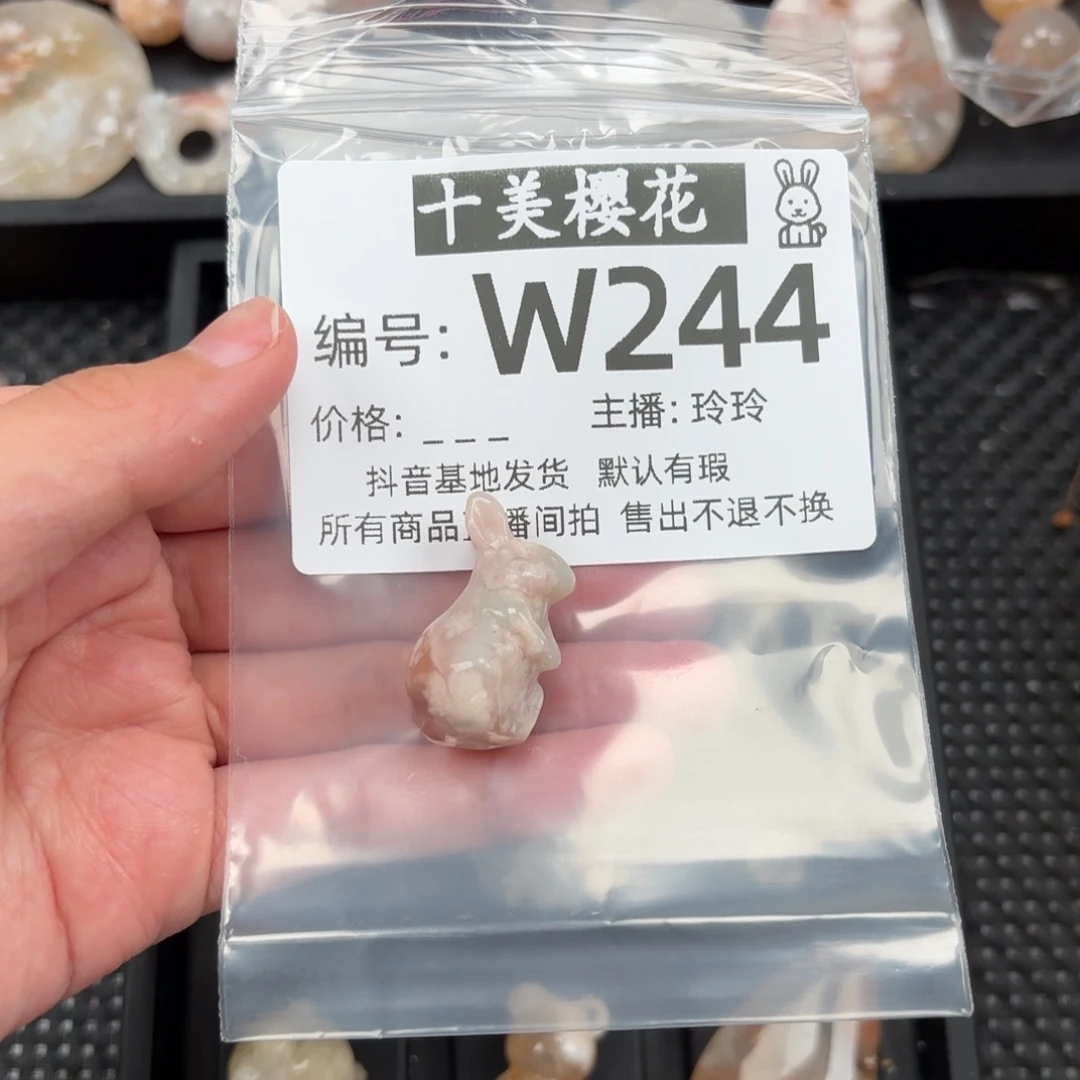 十美樱花
编号: W244
价格: _ _ _ 主播: 玲玲
抖音基地发货 默认有瑕
所有商品 播间拍 售出不退不换